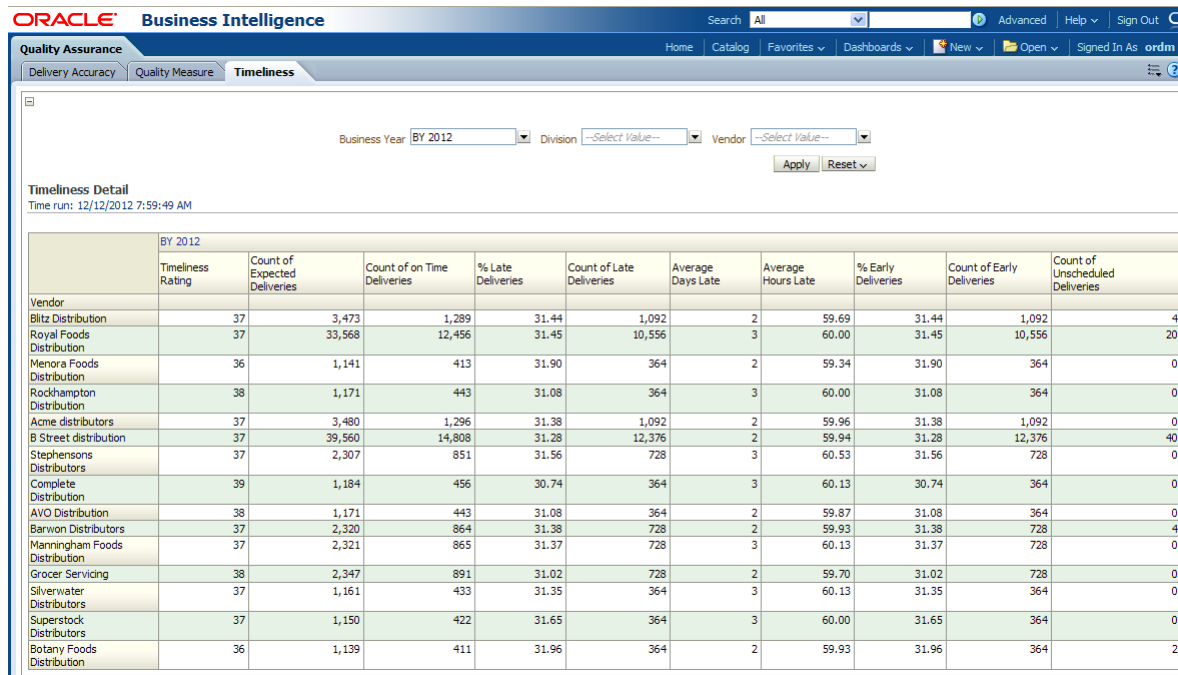 ORACLE Business Intelligence Search All Advanced Help Sign Out
Quality Assurance Home Catalog Favorites Dashboards New Open Signed In As ordm
Delivery Accuracy Quality Measure Timeliness
Business Year BY 2012 Division --Select Value-- Vendor --Select Value--
Apply Reset
Timeliness Detail
Time run: 12/12/2012 7:59:49 AM
BY 2012
Timeliness Rating Count of Expected Deliveries Count of on Time Deliveries % Late Deliveries Count of Late Deliveries Average Days Late Average Hours Late % Early Deliveries Count of Early Deliveries Count of Unscheduled Deliveries
Vendor
Blitz Distribution 37 3,473 1,289 31.44 1,092 2 59.69 31.44 1,092 4
Royal Foods Distribution 37 33,568 12,456 31.45 10,556 3 60.00 31.45 10,556 20
Menora Foods Distribution 36 1,141 413 31.90 364 2 59.34 31.90 364 0
Rockhampton Distribution 38 1,171 443 31.08 364 3 60.00 31.08 364 0
Acme distributors 37 3,480 1,296 31.38 1,092 2 59.96 31.38 1,092 0
B Street distribution 37 39,560 14,808 31.28 12,376 2 59.94 31.28 12,376 40
Stephensons Distributors 37 2,307 851 31.56 728 3 60.53 31.56 728 0
Complete Distribution 39 1,184 456 30.74 364 3 60.13 30.74 364 0
AVO Distribution 38 1,171 443 31.08 364 2 59.87 31.08 364 0
Barwon Distributors 37 2,320 864 31.38 728 2 59.93 31.38 728 4
Manningham Foods Distribution 37 2,321 865 31.37 728 3 60.13 31.37 728 0
Grocer Servicing 38 2,347 891 31.02 728 2 59.70 31.02 728 0
Silverwater Distributors 37 1,161 433 31.35 364 3 60.13 31.35 364 0
Superstock Distributors 37 1,150 422 31.65 364 3 60.00 31.65 364 0
Botany Foods Distribution 36 1,139 411 31.96 364 2 59.93 31.96 364 2